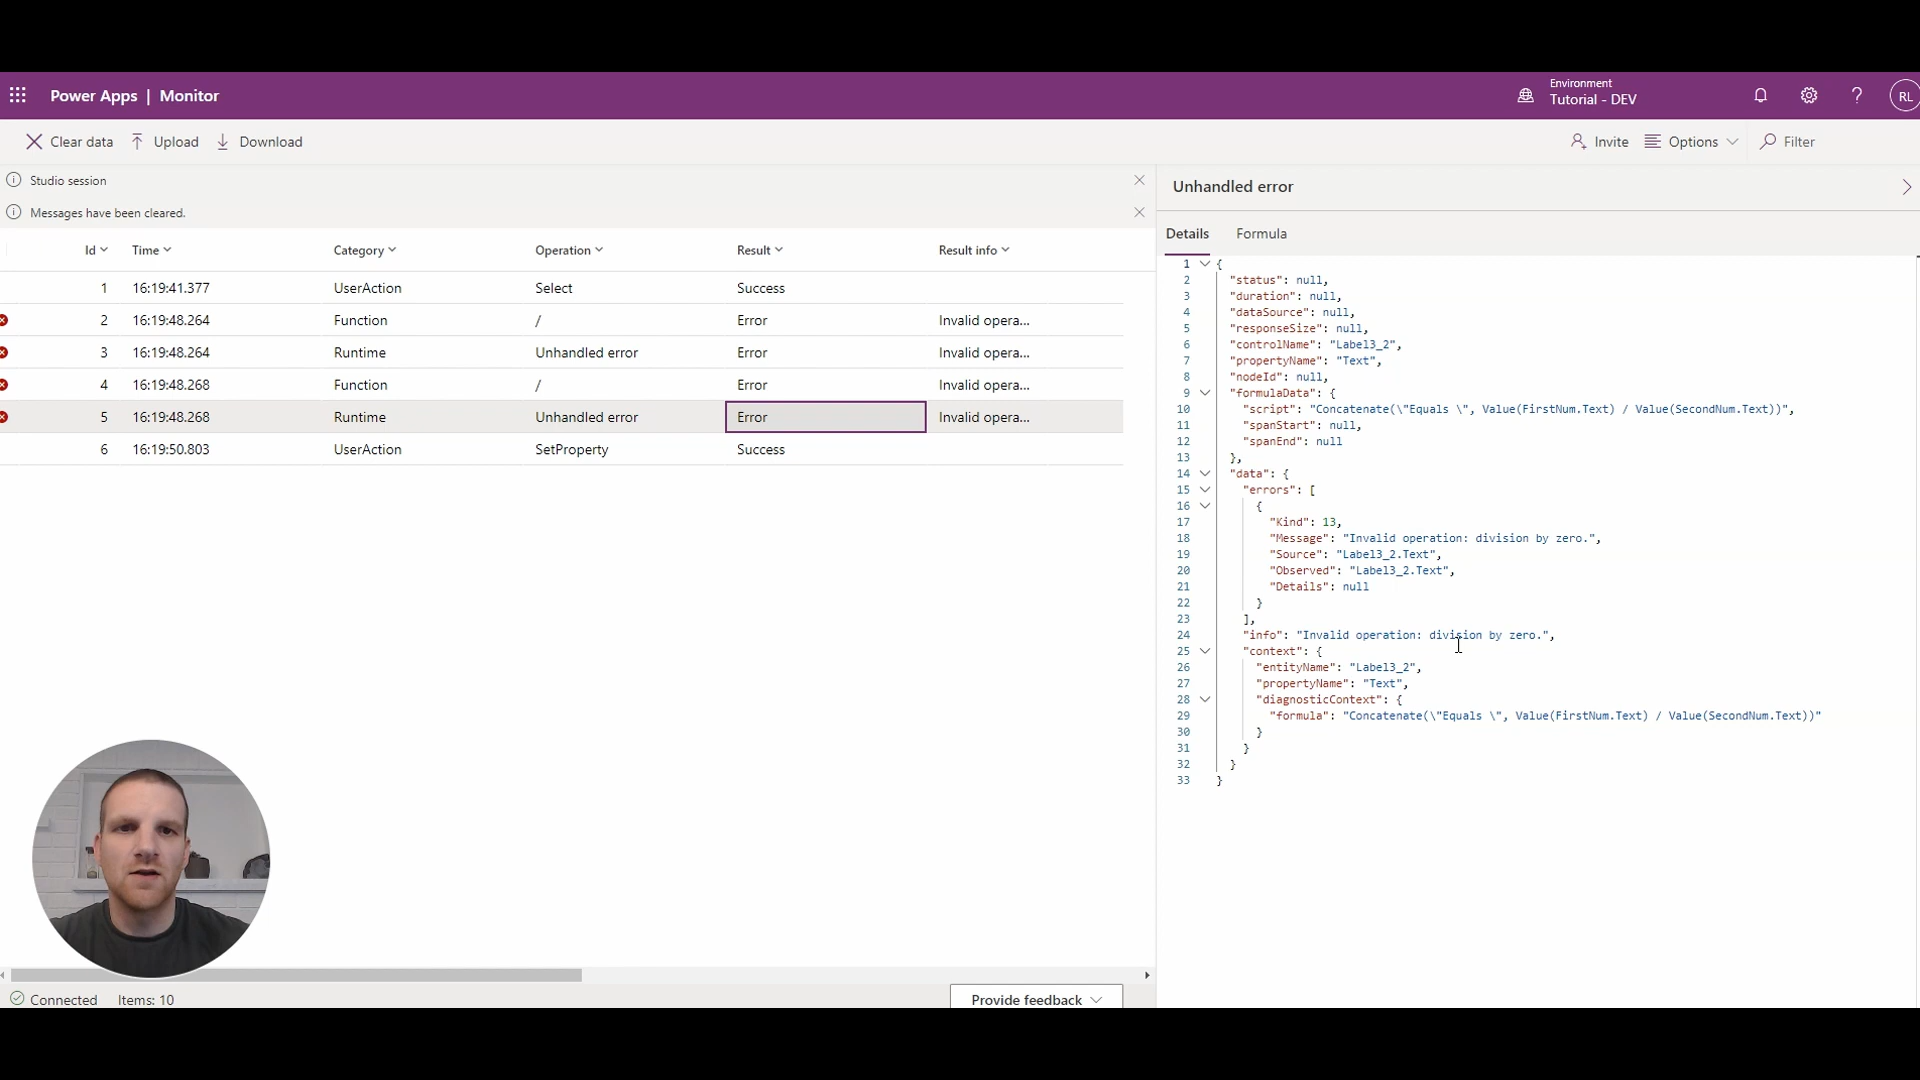 Power Apps | Monitor
Environment
Tutorial - DEV
RL
Clear data
Upload
Download
Invite
Options
Filter
Studio session
Messages have been cleared.
Id Time Category Operation Result Result info
1 16:19:41.377 UserAction Select Success
2 16:19:48.264 Function / Error Invalid opera...
3 16:19:48.264 Runtime Unhandled error Error Invalid opera...
4 16:19:48.268 Function / Error Invalid opera...
5 16:19:48.268 Runtime Unhandled error Error Invalid opera...
6 16:19:50.803 UserAction SetProperty Success
Connected Items: 10
Provide feedback
Unhandled error
Details Formula
1 {
2 "status": null,
3 "duration": null,
4 "dataSource": null,
5 "responseSize": null,
6 "controlName": "Label3_2",
7 "propertyName": "Text",
8 "nodeId": null,
9 "formulaData": {
10 "script": "Concatenate(\"Equals \", Value(FirstNum.Text) / Value(SecondNum.Text))",
11 "spanStart": null,
12 "spanEnd": null
13 },
14 "data": {
15 "errors": [
16 {
17 "Kind": 13,
18 "Message": "Invalid operation: division by zero.",
19 "Source": "Label3_2.Text",
20 "Observed": "Label3_2.Text",
21 "Details": null
22 }
23 ],
24 "info": "Invalid operation: division by zero.",
25 "context": {
26 "entityName": "Label3_2",
27 "propertyName": "Text",
28 "diagnosticContext": {
29 "formula": "Concatenate(\"Equals \", Value(FirstNum.Text) / Value(SecondNum.Text))"
30 }
31 }
32 }
33 }